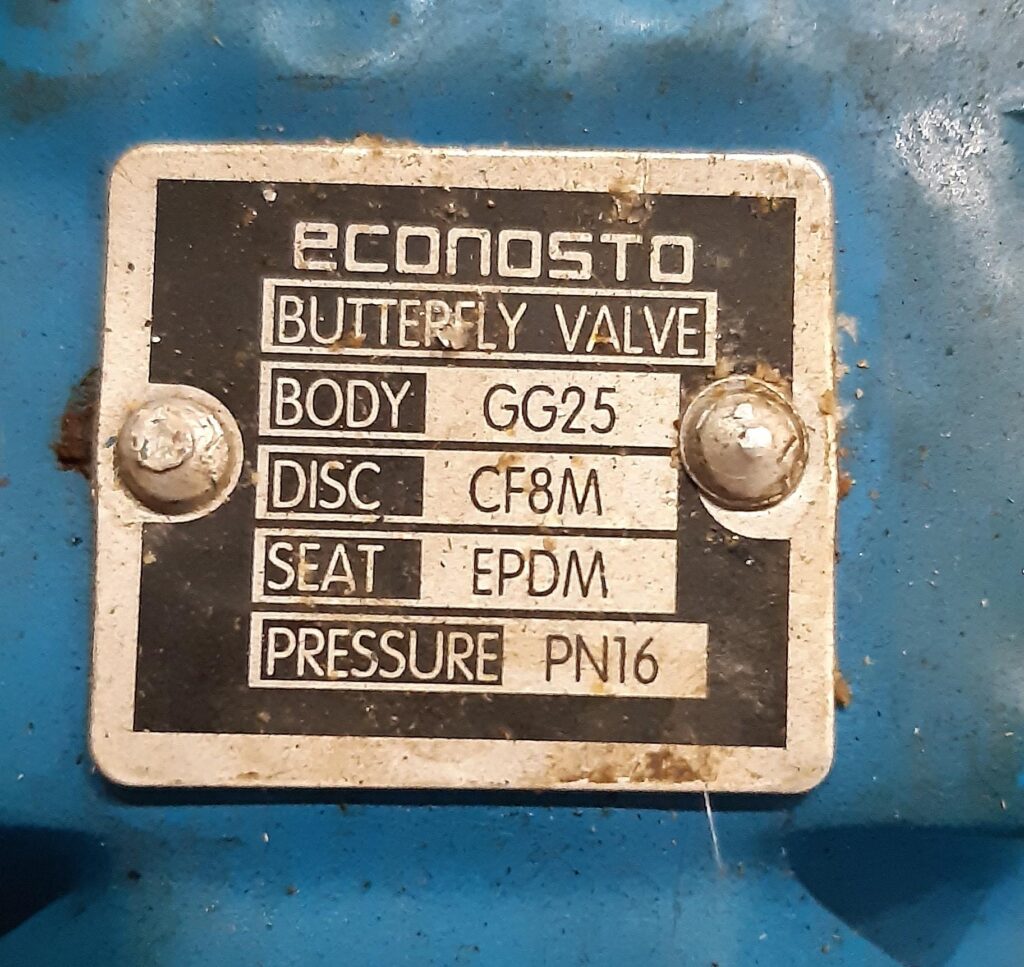 econosto
BUTTERFLY VALVE
BODY GG25
DISC CF8M
SEAT EPDM
PRESSURE PN16